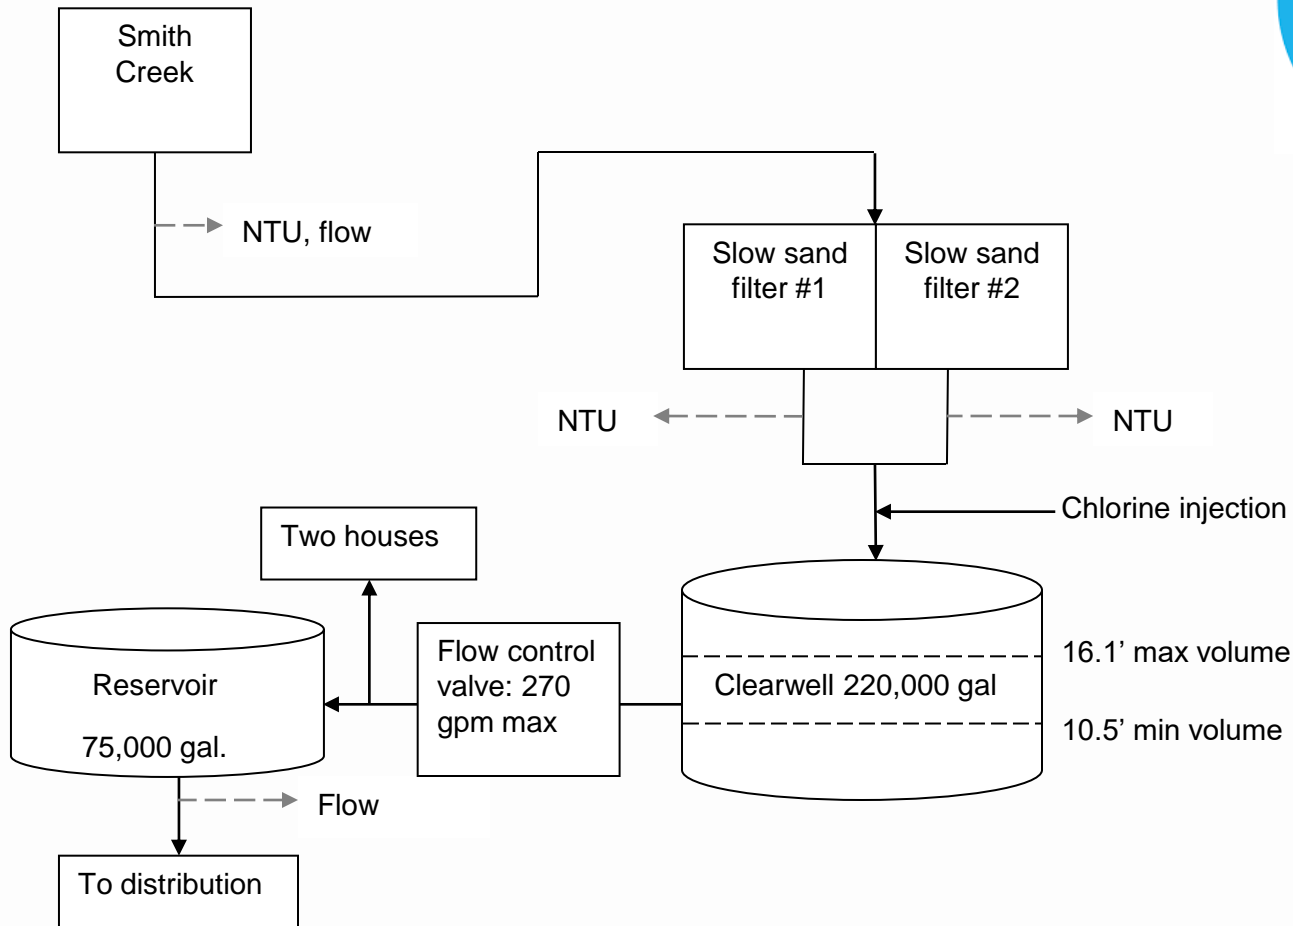 Smith
Creek
NTU, flow
Slow sand
filter #1
Slow sand
filter #2
NTU
NTU
Chlorine injection
Two houses
Flow control
valve: 270
gpm max
16.1’ max volume
Clearwell 220,000 gal
10.5’ min volume
Reservoir
75,000 gal.
Flow
To distribution